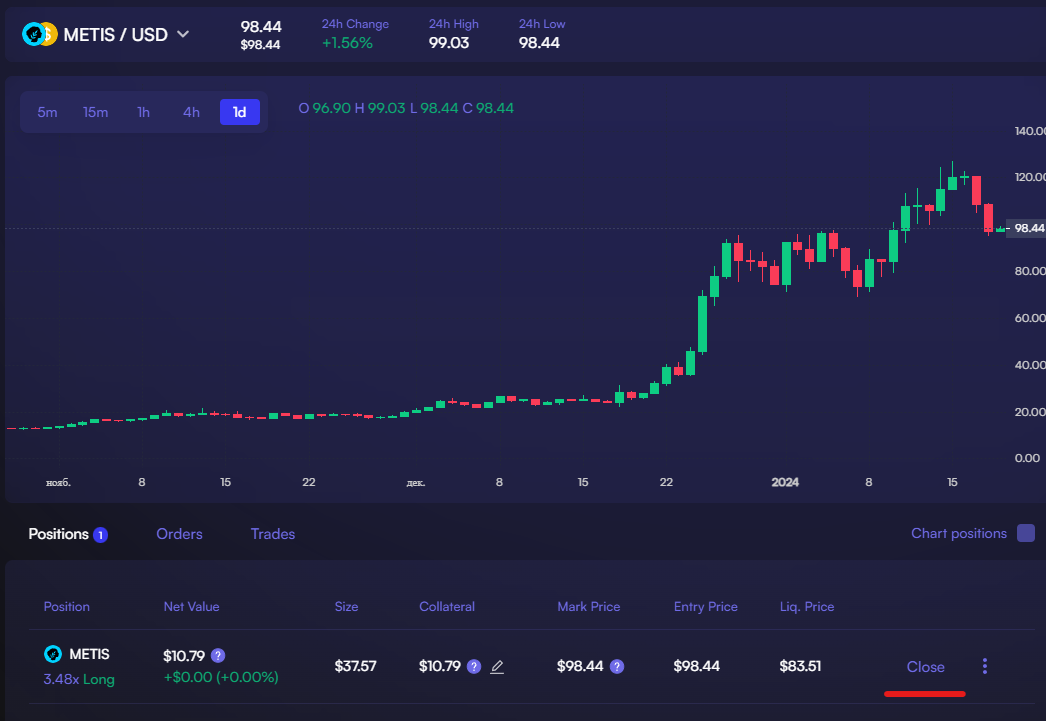 METIS / USD
98.44
$98.44
24h Change
+1.56%
24h High
99.03
24h Low
98.44
5m 15m 1h 4h 1d
O 96.90 H 99.03 L 98.44 C 98.44
140.00
120.00
98.44
80.00
60.00
40.00
20.00
0.00
нояб. 8 15 22 дек. 8 15 22 2024 8 15
Positions 1 Orders Trades Chart positions
Position Net Value Size Collateral Mark Price Entry Price Liq. Price
METIS
3.48x Long
$10.79 ?
+$0.00 (+0.00%)
$37.57 $10.79 ? $98.44 ? $98.44 $83.51 Close